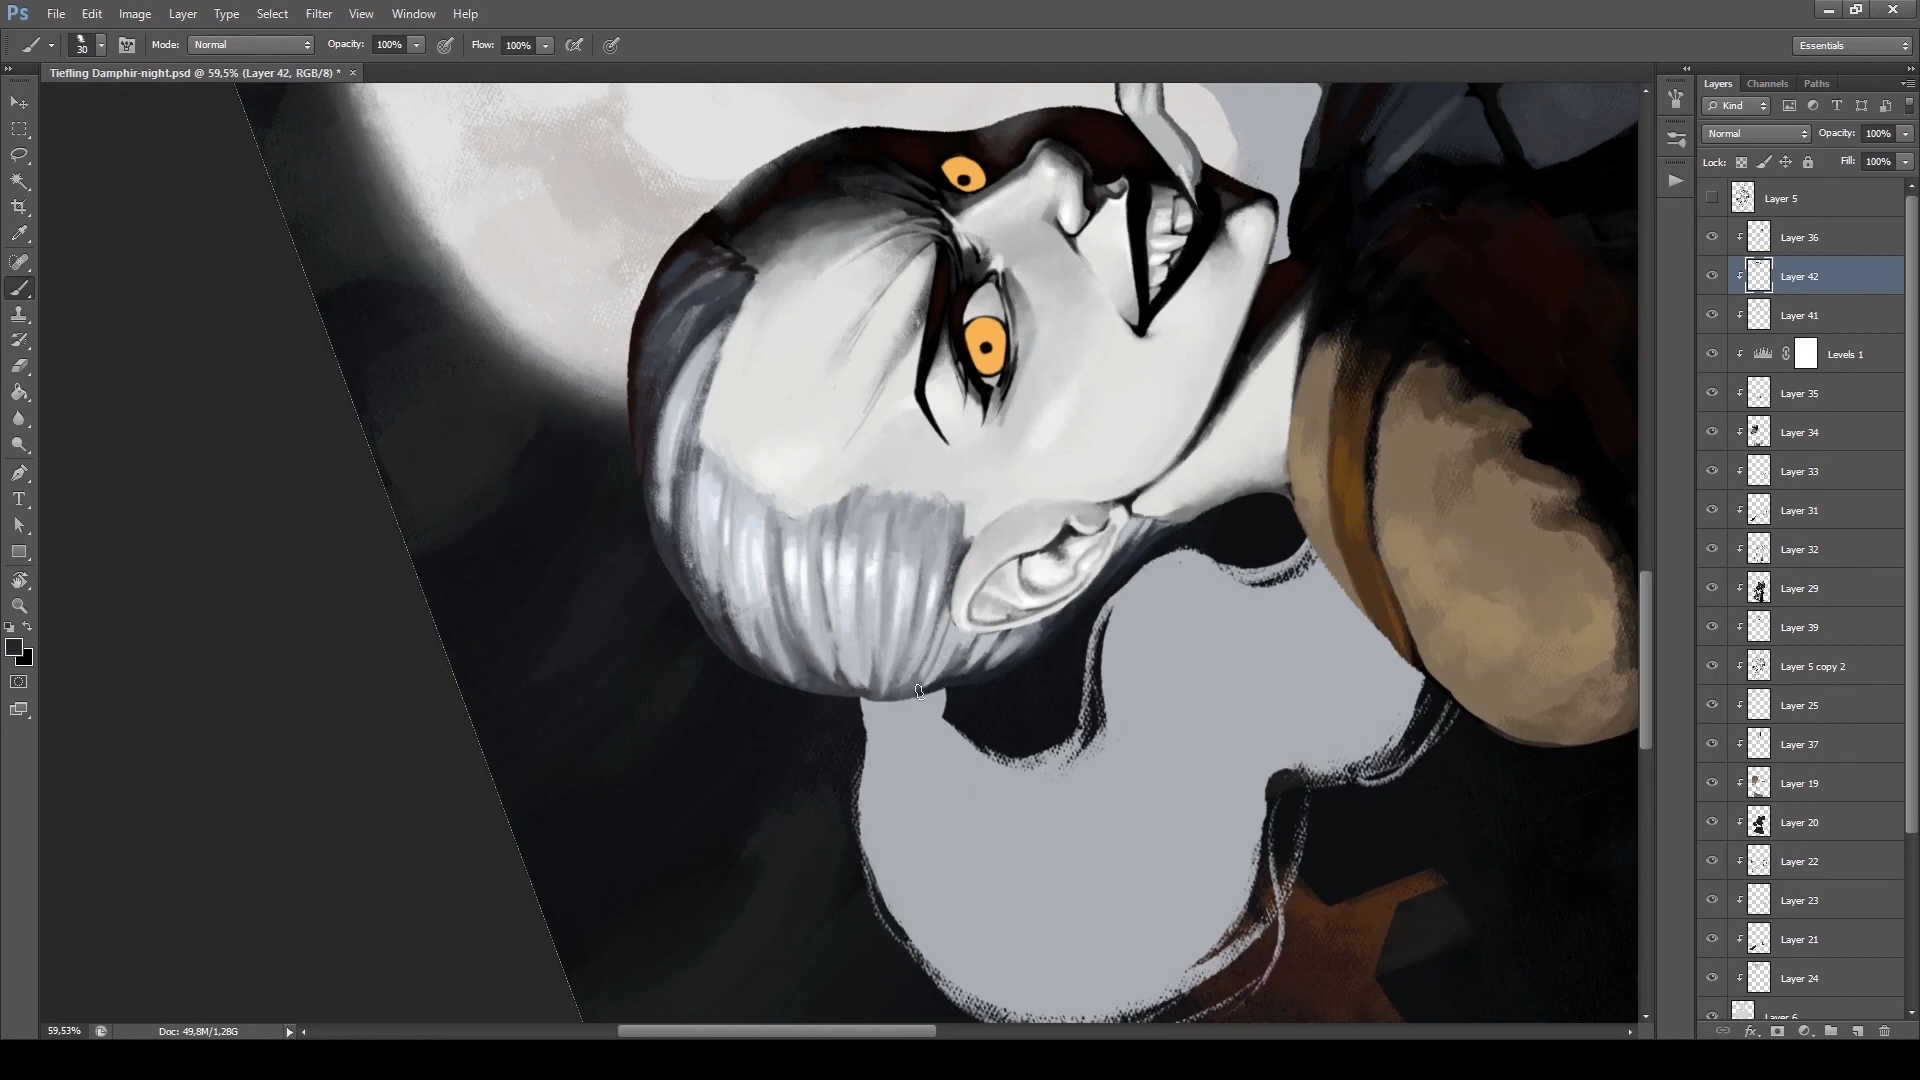 Ps File Edit Image Layer Type Select Filter View Window Help
30 Mode: Normal Opacity: 100% Flow: 100% Essentials
Tiefling Damphir-night.psd @ 59,5% (Layer 42, RGB/8) * ×
Layers Channels Paths
Kind
Normal Opacity: 100%
Lock: Fill: 100%
Layer 5
Layer 36
Layer 42
Layer 41
Levels 1
Layer 35
Layer 34
Layer 33
Layer 31
Layer 32
Layer 29
Layer 39
Layer 5 copy 2
Layer 25
Layer 37
Layer 19
Layer 20
Layer 22
Layer 23
Layer 21
Layer 24
Layer 6
59,53% Doc: 49,8M/1,28G